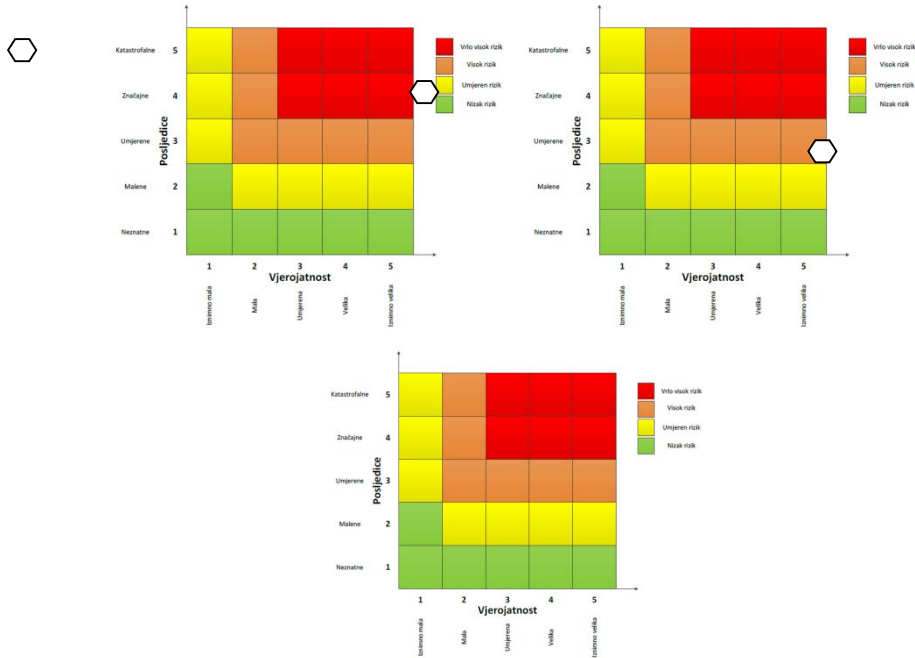 Katastrofalne 5
Značajne 4
Umjerene 3
Malene 2
Neznatne 1
Posljedice
1 2 3 4 5
Vjerojatnost
Iznimno mala
Mala
Umjerena
Velika
Iznimno velika
Vrlo visok rizik
Visok rizik
Umjeren rizik
Nizak rizik
Katastrofalne 5
Značajne 4
Umjerene 3
Malene 2
Neznatne 1
Posljedice
1 2 3 4 5
Vjerojatnost
Iznimno mala
Mala
Umjerena
Velika
Iznimno velika
Vrlo visok rizik
Visok rizik
Umjeren rizik
Nizak rizik
Katastrofalne 5
Značajne 4
Umjerene 3
Malene 2
Neznatne 1
Posljedice
1 2 3 4 5
Vjerojatnost
Iznimno mala
Mala
Umjerena
Velika
Iznimno velika
Vrlo visok rizik
Visok rizik
Umjeren rizik
Nizak rizik